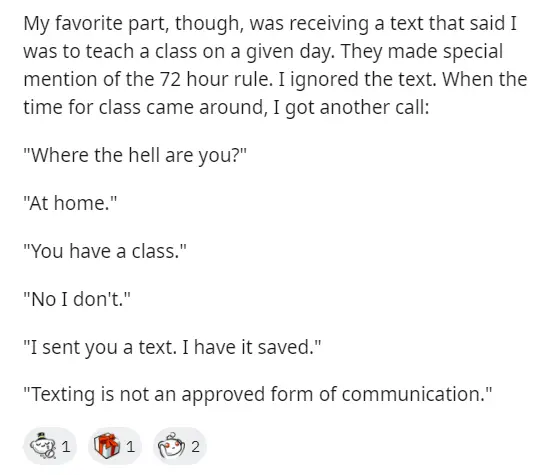 My favorite part, though, was receiving a text that said I
was to teach a class on a given day. They made special
mention of the 72 hour rule. I ignored the text. When the
time for class came around, I got another call:
"Where the hell are you?"
"At home."
"You have a class."
"No I don't."
"I sent you a text. I have it saved."
"Texting is not an approved form of communication."
1 1 2